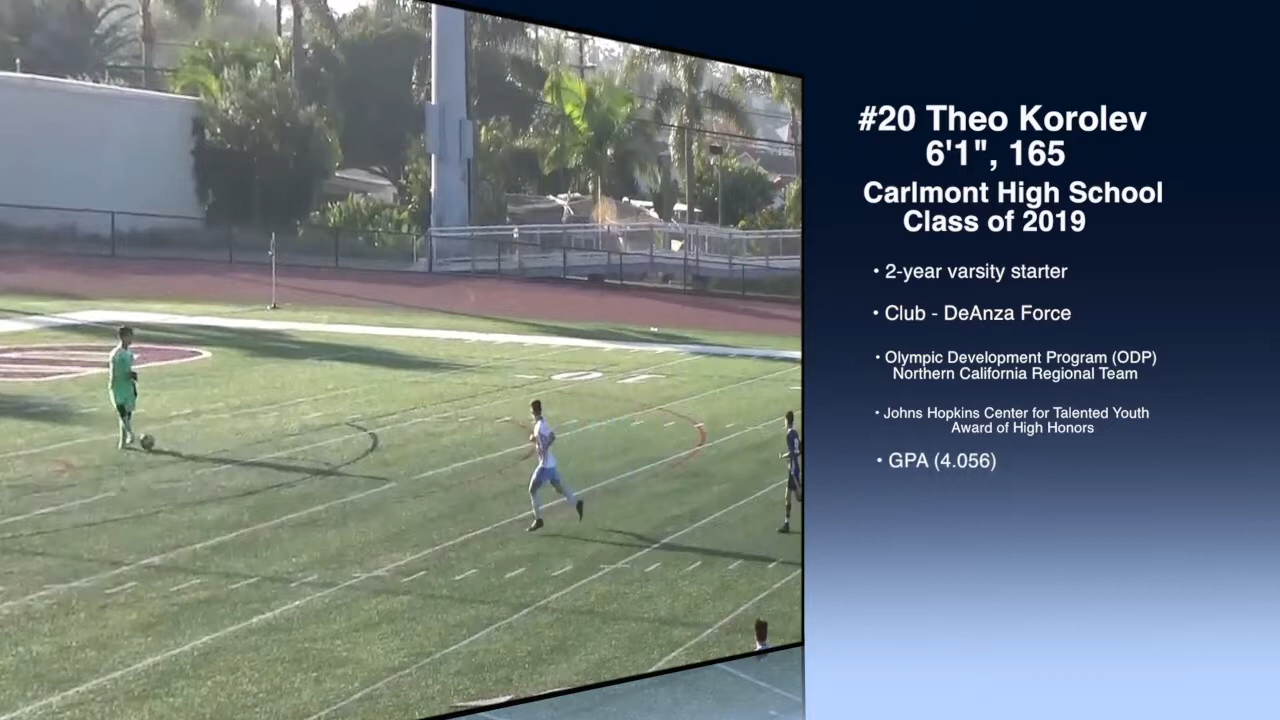 #20 Theo Korolev
6'1", 165
Carlmont High School
Class of 2019
• 2-year varsity starter
• Club - DeAnza Force
• Olympic Development Program (ODP)
Northern California Regional Team
• Johns Hopkins Center for Talented Youth
Award of High Honors
• GPA (4.056)